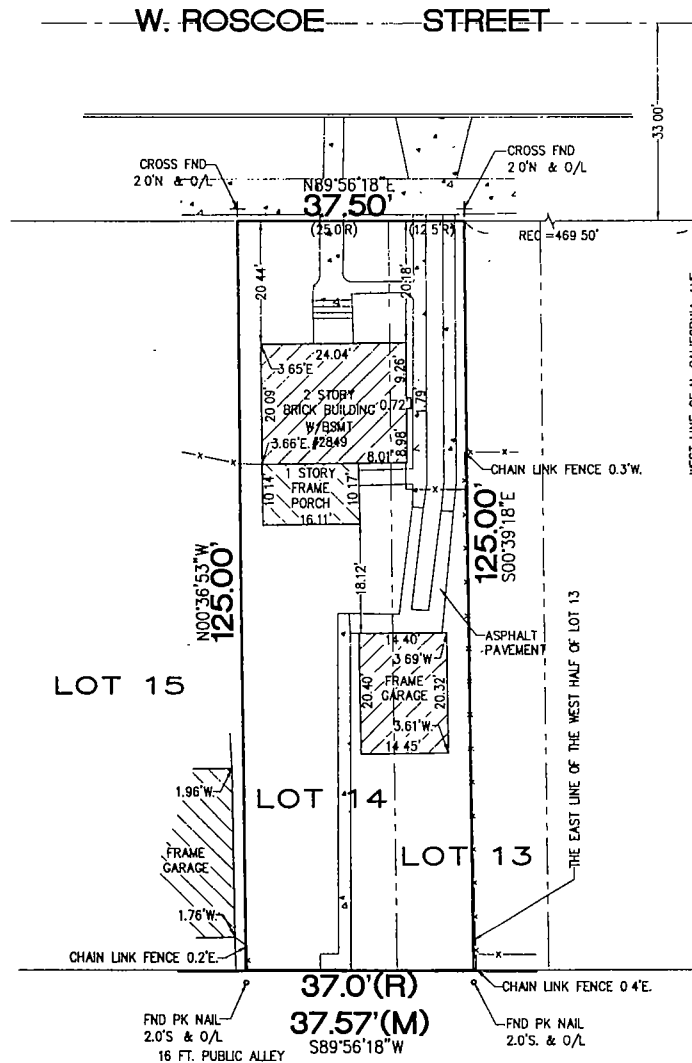 W. ROSCOE STREET
33 00'
CROSS FND
2 0'N & O/L
CROSS FND
2 0'N & O/L
N89°56'18"E
37.50'
(25.0'R)
(12 5'R)
REC =469 50'
20 44'
20.18'
24.04'
3 65'E
9.26'
20 09'
2 STORY
BRICK BUILDING
W/BSMT
#2849
0.72'
1.79'
3.66'E.
8.98'
8.01'
CHAIN LINK FENCE 0.3'W.
1 STORY
FRAME
PORCH
10 14'
10 17'
16.11'
N00°36'53"W
125.00'
125.00'
S00°39'18"E
18.12'
14 40'
3 69'W
ASPHALT
PAVEMENT
20.40
FRAME
GARAGE
20.32'
3.61'W.
14 45'
THE EAST LINE OF THE WEST HALF OF LOT 13
LOT 15
1.96'W.
LOT 14
FRAME
GARAGE
LOT 13
1.76'W.
CHAIN LINK FENCE 0.2'E.
37.0'(R)
CHAIN LINK FENCE 0 4'E.
37.57'(M)
S89°56'18"W
FND PK NAIL
2.0'S & O/L
FND PK NAIL
2.0'S. & O/L
16 FT. PUBLIC ALLEY